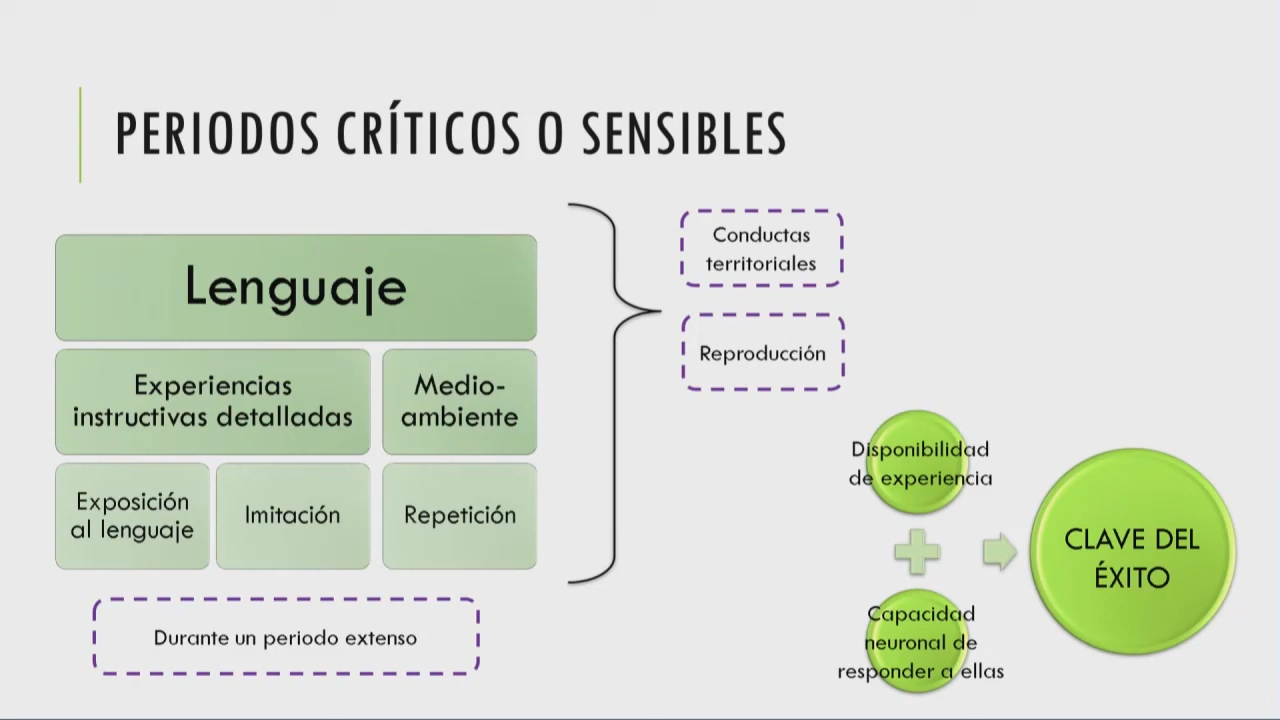 PERIODOS CRÍTICOS O SENSIBLES
Lenguaje
Experiencias
instructivas detalladas
Medio-
ambiente
Exposición
al lenguaje
Imitación
Repetición
Durante un periodo extenso
Conductas
territoriales
Reproducción
Disponibilidad
de experiencia
Capacidad
neuronal de
responder a ellas
CLAVE DEL
ÉXITO